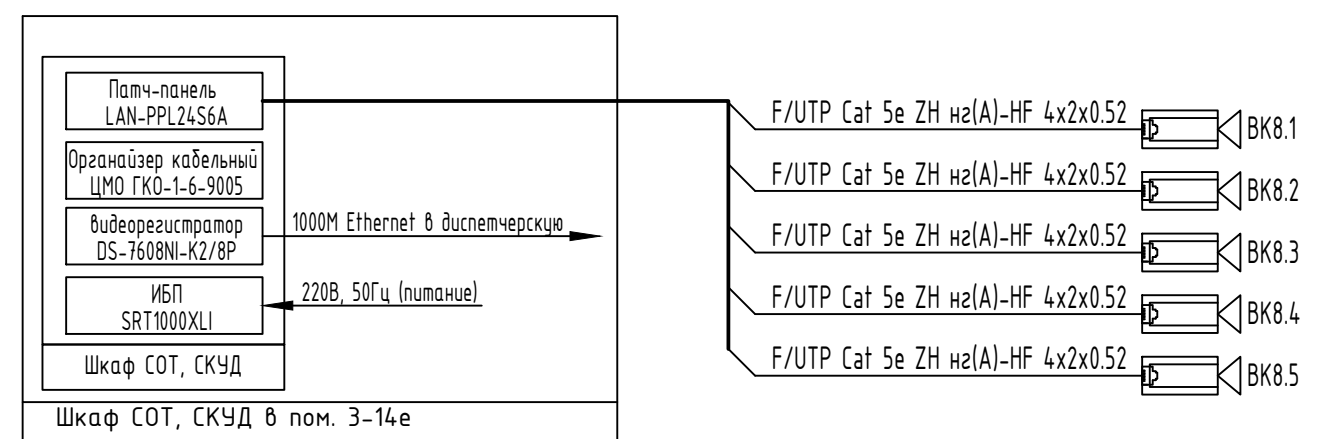 Патч-панель
LAN-PPL24S6A
Органайзер кабельный
ЦМО ГКО-1-6-9005
видеорегистратор
DS-7608NI-K2/8P
1000М Ethernet в диспетчерскую
ИБП
SRT1000XLI
220В, 50Гц (питание)
Шкаф СОТ, СКУД
Шкаф СОТ, СКУД в пом. 3-14е
F/UTP Cat 5e ZH нг(А)-HF 4x2x0.52
ВК8.1
F/UTP Cat 5e ZH нг(А)-HF 4x2x0.52
ВК8.2
F/UTP Cat 5e ZH нг(А)-HF 4x2x0.52
ВК8.3
F/UTP Cat 5e ZH нг(А)-HF 4x2x0.52
ВК8.4
F/UTP Cat 5e ZH нг(А)-HF 4x2x0.52
ВК8.5